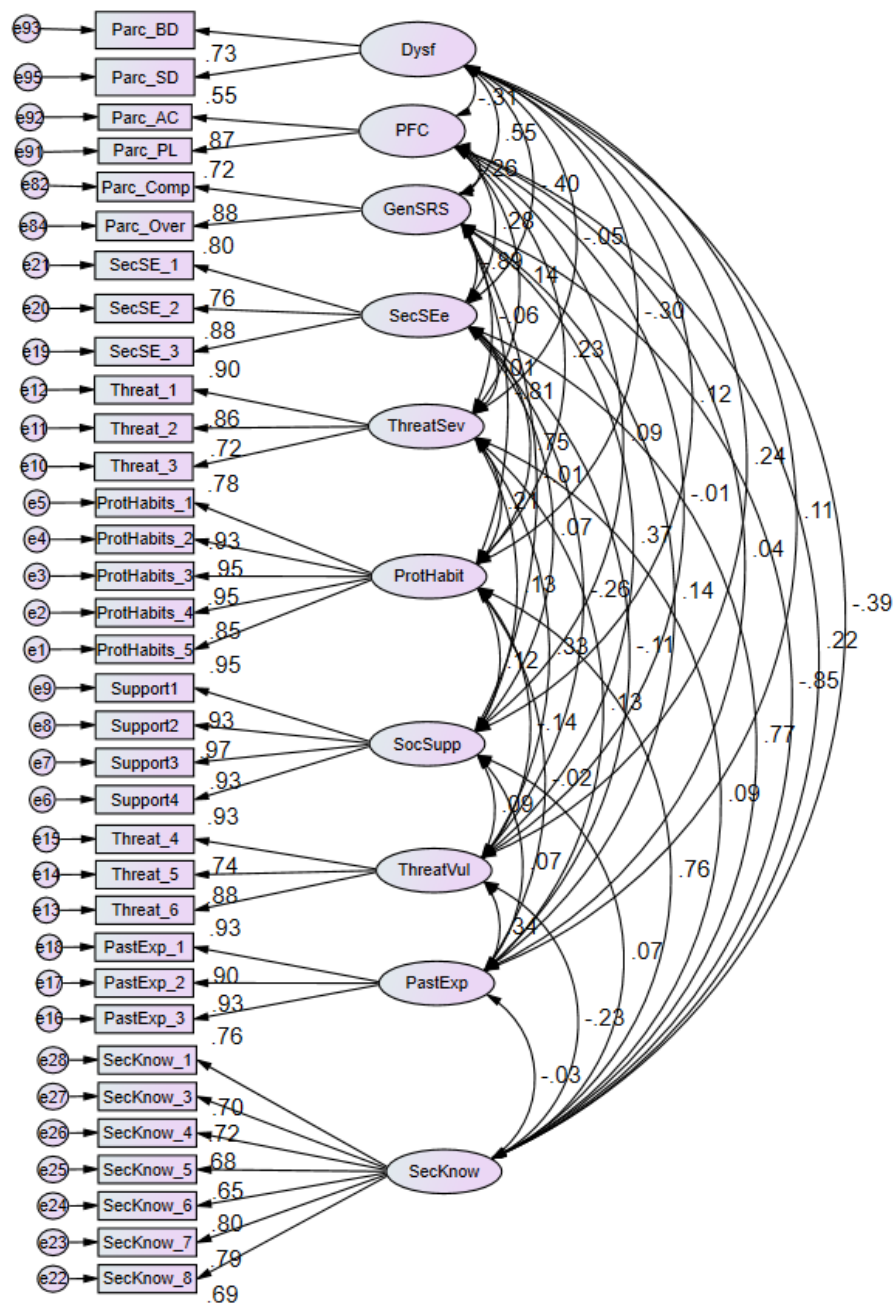 e93 Parc_BD Dysf
.73
e95 Parc_SD
.55 -.31
e92 Parc_AC PFC
.87 .55
e91 Parc_PL
.72 .26 -.40
e82 Parc_Comp GenSRS
.88 .28 -.05
e84 Parc_Over
.80 -.89 .14
e21 SecSE_1
.76 -.06 -.30
e20 SecSE_2 SecSEe
.88 .01 .23
e19 SecSE_3
.90 -.81 .12
e12 Threat_1
.86 .75 .09
e11 Threat_2 ThreatSev
.72 -.01 .24
e10 Threat_3
.78 .21 .07 .37 -.01 .11
e5 ProtHabits_1
.93
e4 ProtHabits_2
.95 .13 -.26 .14 .04
e3 ProtHabits_3 ProtHabit
.95 -.39
e2 ProtHabits_4
.85 .12 .33 -.11 .22
e1 ProtHabits_5
.95 -.85
e9 Support1
.93 -.14 .13 .77
e8 Support2
.97 SocSupp
e7 Support3
.93 .09 -.02 .09
e6 Support4
.93
e15 Threat_4
.74 .07 .76
e14 Threat_5 ThreatVul
.88
e13 Threat_6
.93 .34 .07
e18 PastExp_1
.90
e17 PastExp_2 PastExp
.93
e16 PastExp_3 -.23
.76
e28 SecKnow_1 -.03
.70
e27 SecKnow_3
.72
e26 SecKnow_4
.68
e25 SecKnow_5 SecKnow
.65
e24 SecKnow_6
.80
e23 SecKnow_7
.79
e22 SecKnow_8
.69